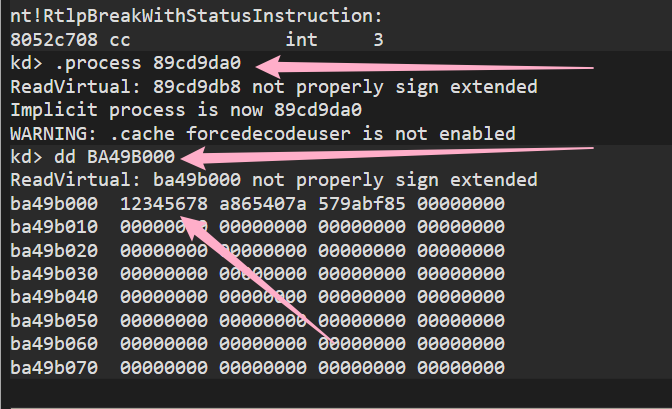 nt!RtlpBreakWithStatusInstruction:
8052c708 cc              int     3
kd> .process 89cd9da0
ReadVirtual: 89cd9db8 not properly sign extended
Implicit process is now 89cd9da0
WARNING: .cache forcedecodeuser is not enabled
kd> dd BA49B000
ReadVirtual: ba49b000 not properly sign extended
ba49b000  12345678 a865407a 579abf85 00000000
ba49b010  00000000 00000000 00000000 00000000
ba49b020  00000000 00000000 00000000 00000000
ba49b030  00000000 00000000 00000000 00000000
ba49b040  00000000 00000000 00000000 00000000
ba49b050  00000000 00000000 00000000 00000000
ba49b060  00000000 00000000 00000000 00000000
ba49b070  00000000 00000000 00000000 00000000